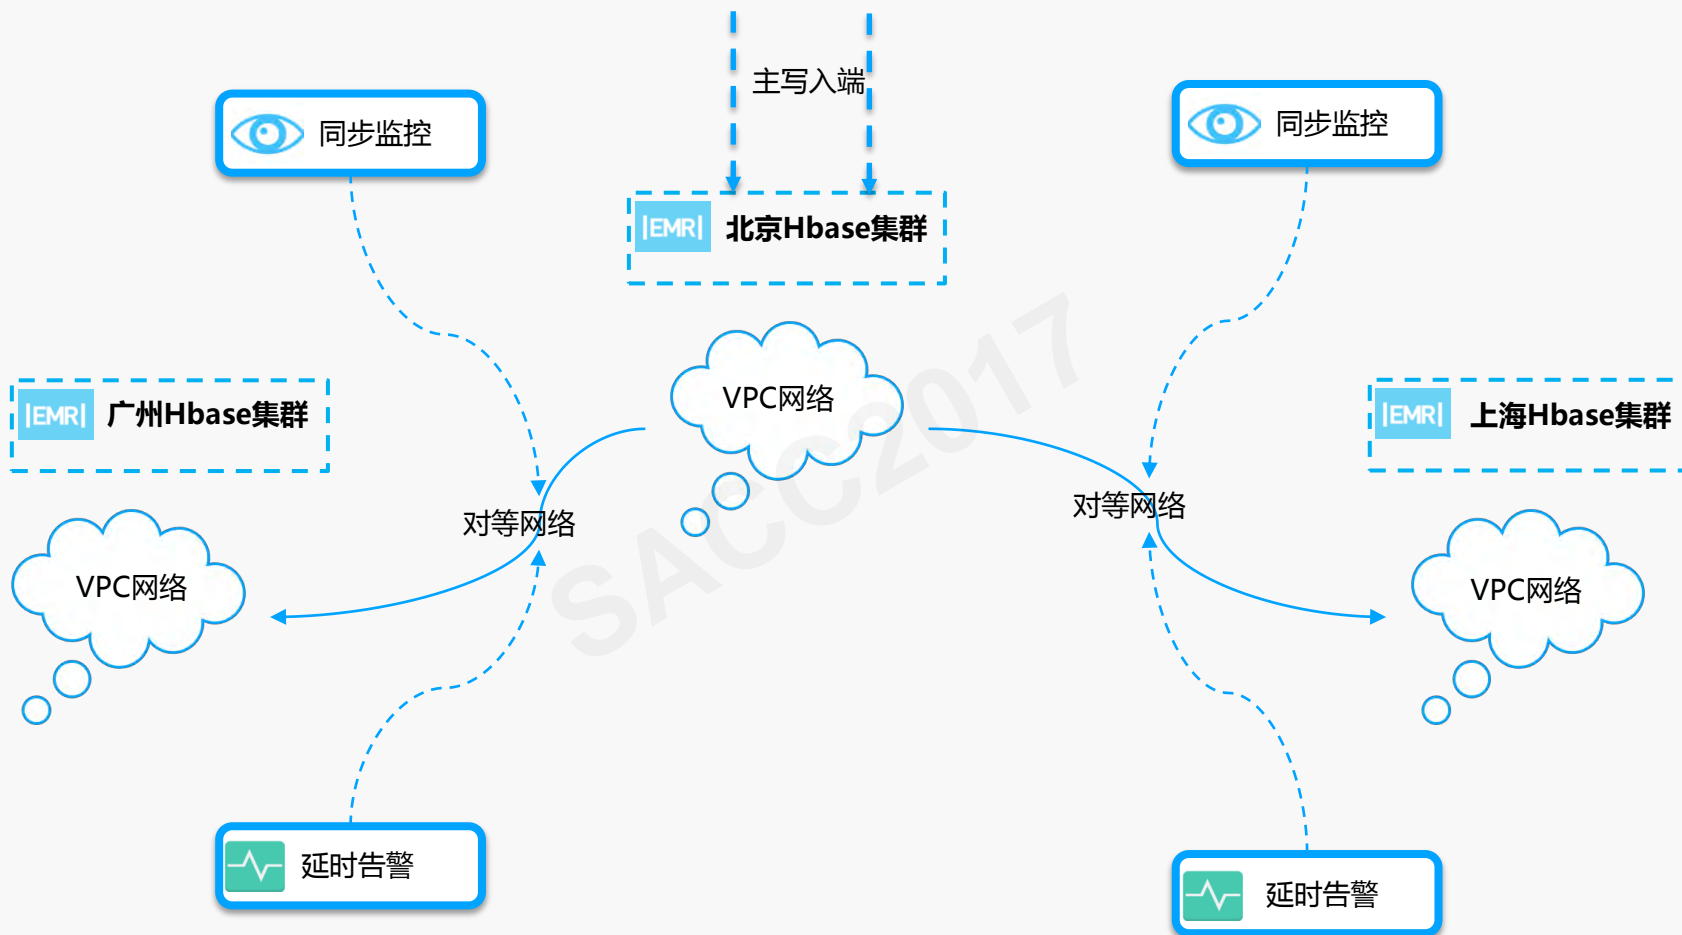 主写入端
同步监控
同步监控
|EMR| 北京Hbase集群
VPC网络
|EMR| 广州Hbase集群
|EMR| 上海Hbase集群
对等网络
对等网络
VPC网络
VPC网络
SACC2017
延时告警
延时告警